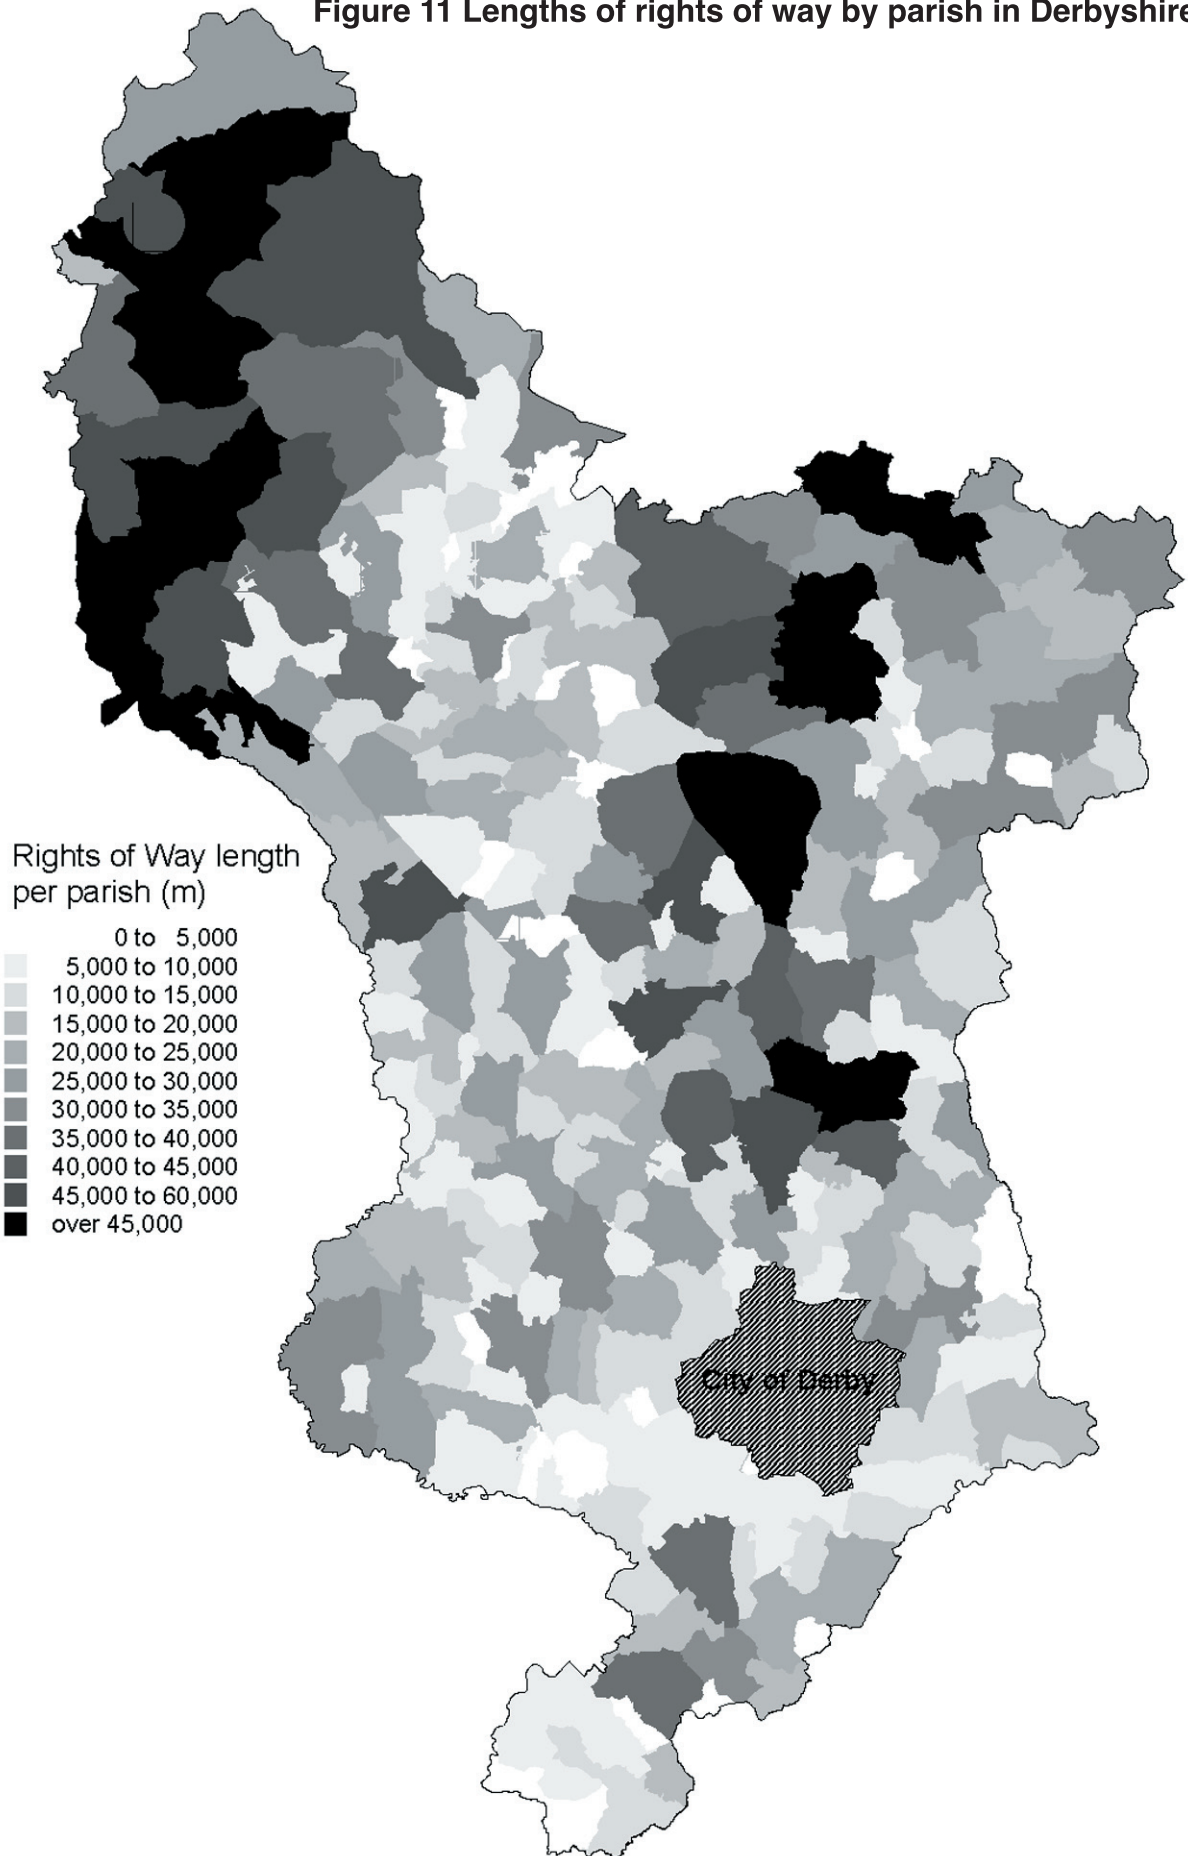 Figure 11 Lengths of rights of way by parish in Derbyshire
Rights of Way length
per parish (m)
0 to 5,000
5,000 to 10,000
10,000 to 15,000
15,000 to 20,000
20,000 to 25,000
25,000 to 30,000
30,000 to 35,000
35,000 to 40,000
40,000 to 45,000
45,000 to 60,000
over 45,000
City of Derby